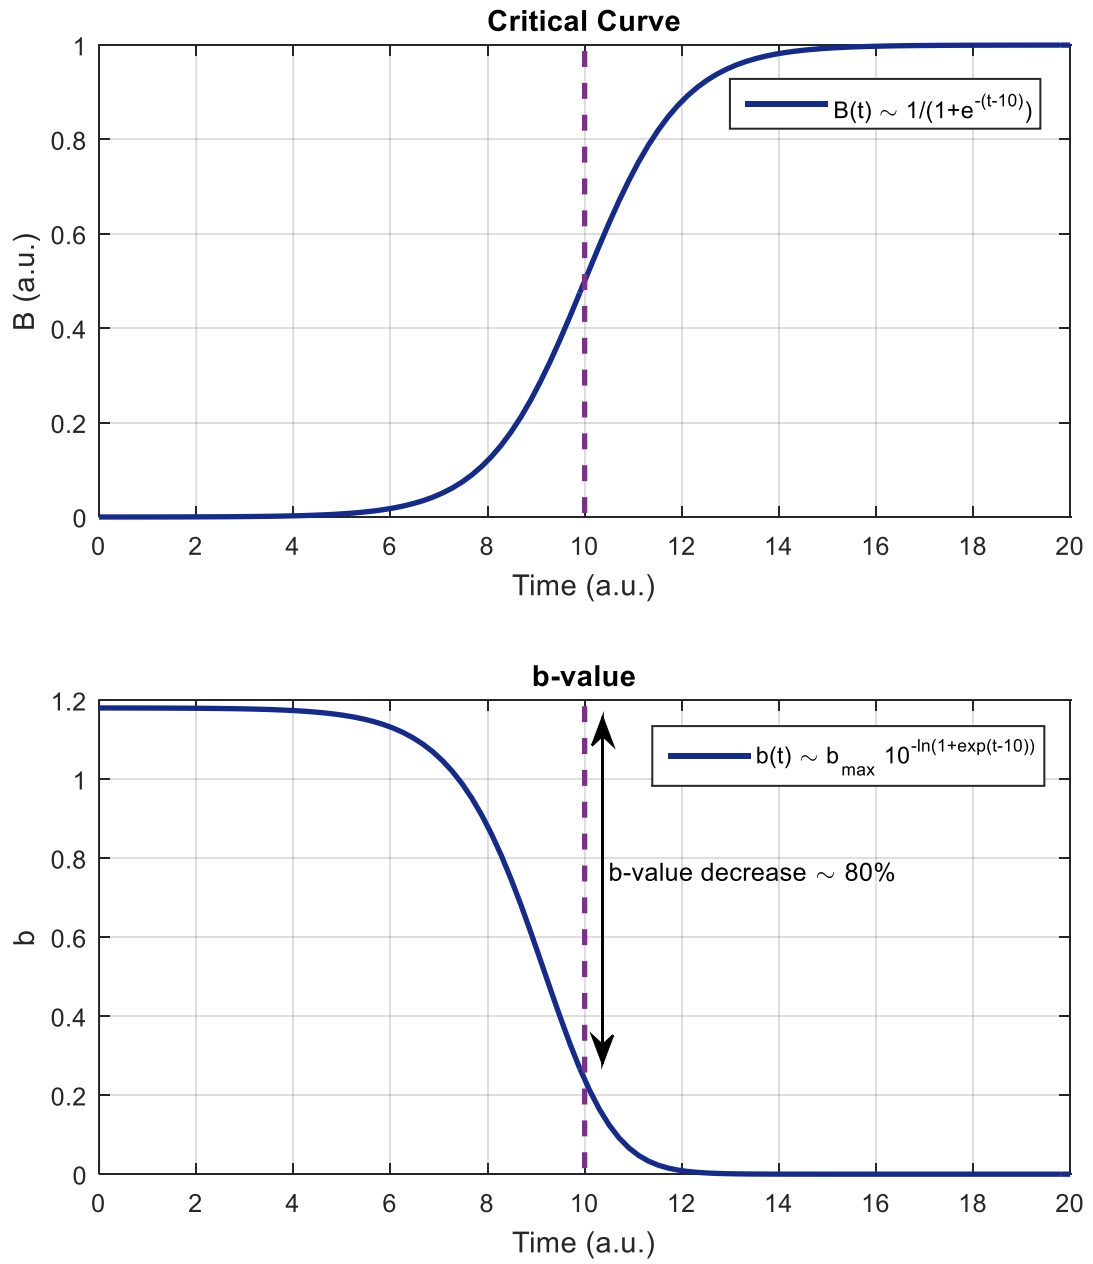 Critical Curve
1
0.8
0.6
0.4
0.2
0
B (a.u.)
B(t) ∼ 1/(1+e^-(t-10))
0 2 4 6 8 10 12 14 16 18 20
Time (a.u.)
b-value
1.2
1
0.8
0.6
0.4
0.2
0
b
b(t) ∼ b_max 10^-ln(1+exp(t-10))
b-value decrease ∼ 80%
0 2 4 6 8 10 12 14 16 18 20
Time (a.u.)